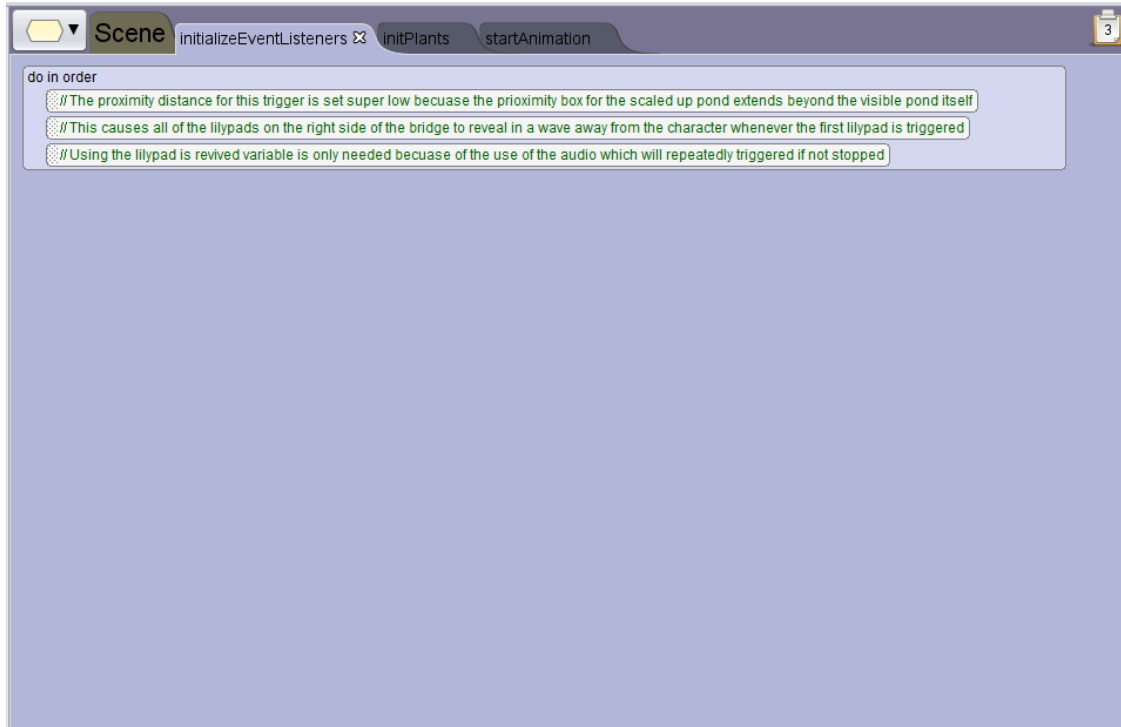 Scene initializeEventListeners initPlants startAnimation 3
do in order
//The proximity distance for this trigger is set super low becuase the prioximity box for the scaled up pond extends beyond the visible pond itself
//This causes all of the lilypads on the right side of the bridge to reveal in a wave away from the character whenever the first lilypad is triggered
//Using the lilypad is revived variable is only needed becuase of the use of the audio which will repeatedly triggered if not stopped